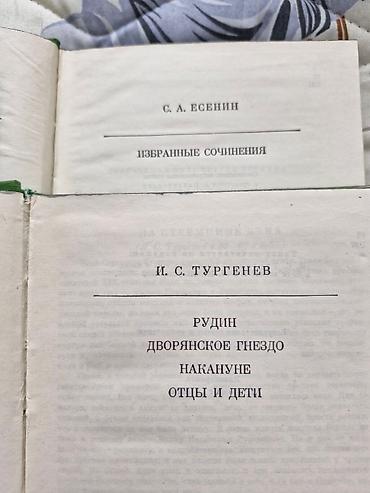 С. А. ЕСЕНИН
ИЗБРАННЫЕ СОЧИНЕНИЯ
И. С. ТУРГЕНЕВ
РУДИН
ДВОРЯНСКОЕ ГНЕЗДО
НАКАНУНЕ
ОТЦЫ И ДЕТИ